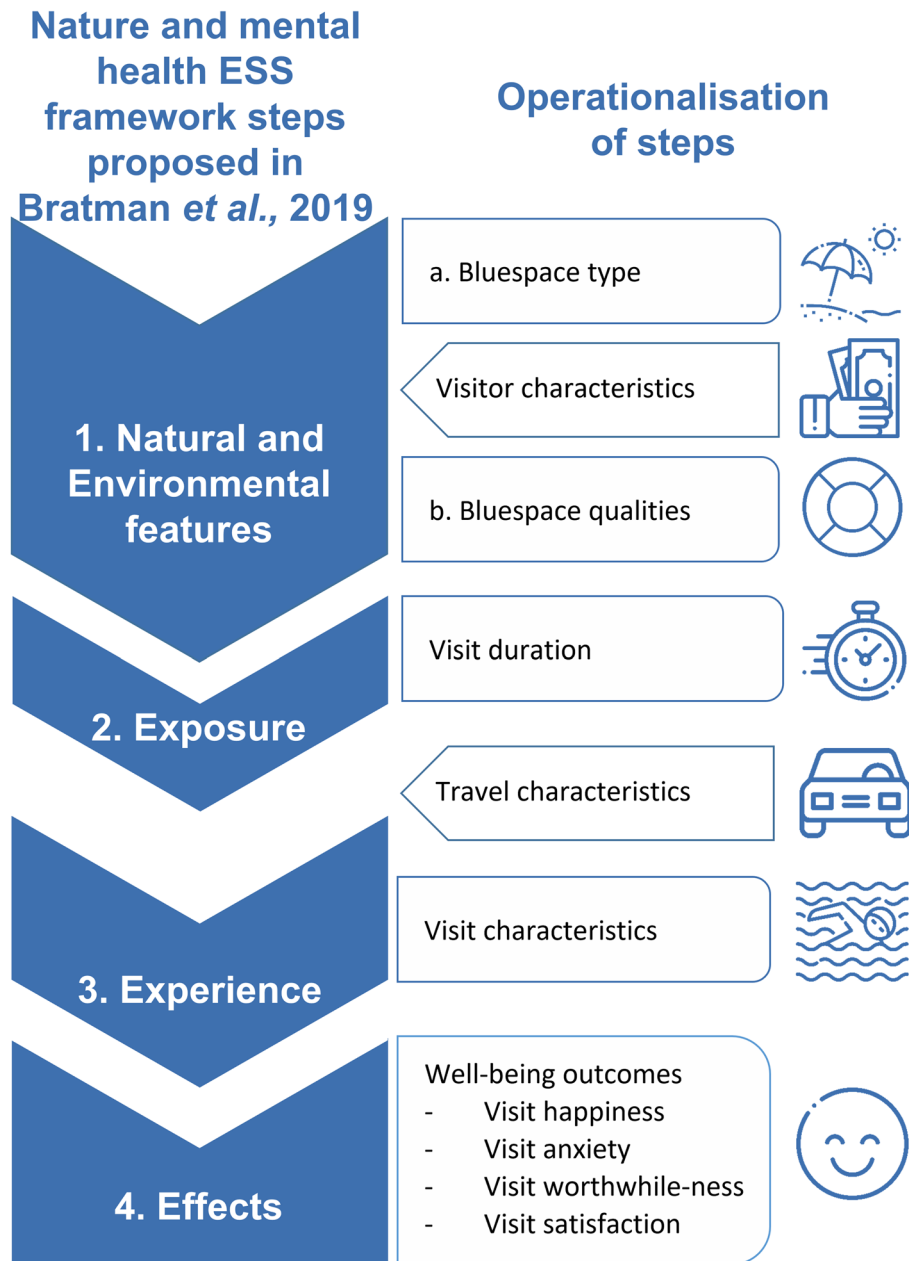 Nature and mental
health ESS
framework steps
proposed in
Bratman et al., 2019
Operationalisation
of steps
1. Natural and
Environmental
features
a. Bluespace type
Visitor characteristics
b. Bluespace qualities
2. Exposure
Visit duration
Travel characteristics
3. Experience
Visit characteristics
4. Effects
Well-being outcomes
- Visit happiness
- Visit anxiety
- Visit worthwhile-ness
- Visit satisfaction